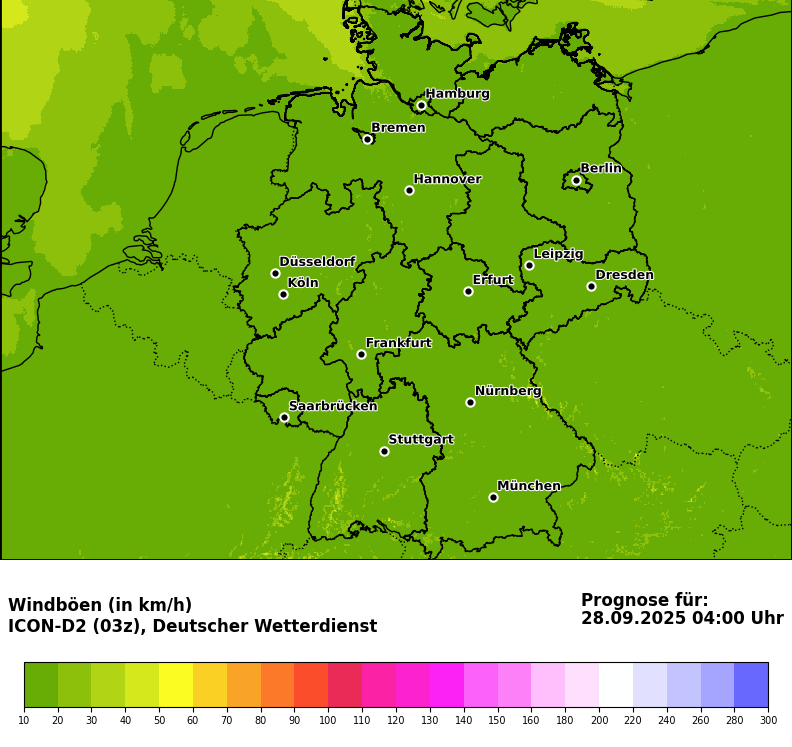 Hamburg
Bremen
Berlin
Hannover
Leipzig
Düsseldorf
Dresden
Köln
Erfurt
Frankfurt
Nürnberg
Saarbrücken
Stuttgart
München
Windböen (in km/h)
ICON-D2 (03z), Deutscher Wetterdienst
Prognose für:
28.09.2025 04:00 Uhr
10 20 30 40 50 60 70 80 90 100 110 120 130 140 150 160 180 200 220 240 260 280 300